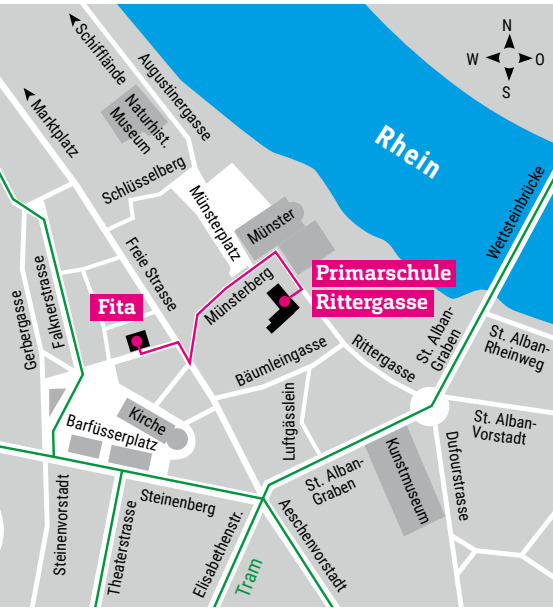 N
W
O
S
Schifflände
Augustinergasse
Marktplatz
Naturhist.
Museum
Rhein
Schlüsselberg
Münsterplatz
Münster
Wettsteinbrücke
Freie Strasse
Münsterberg
Primarschule
Rittergasse
Fita
Gerbergasse
Falknerstrasse
Bäumleingasse
Rittergasse
St. Alban-
Graben
St. Alban-
Rheinweg
Kirche
Barfüsserplatz
Luftgässlein
St. Alban-
Vorstadt
Dufourstrasse
Kunstmuseum
St. Alban-
Graben
Steinenvorstadt
Theaterstrasse
Steinenberg
Elisabethenstr.
Tram
Aeschenvorstadt